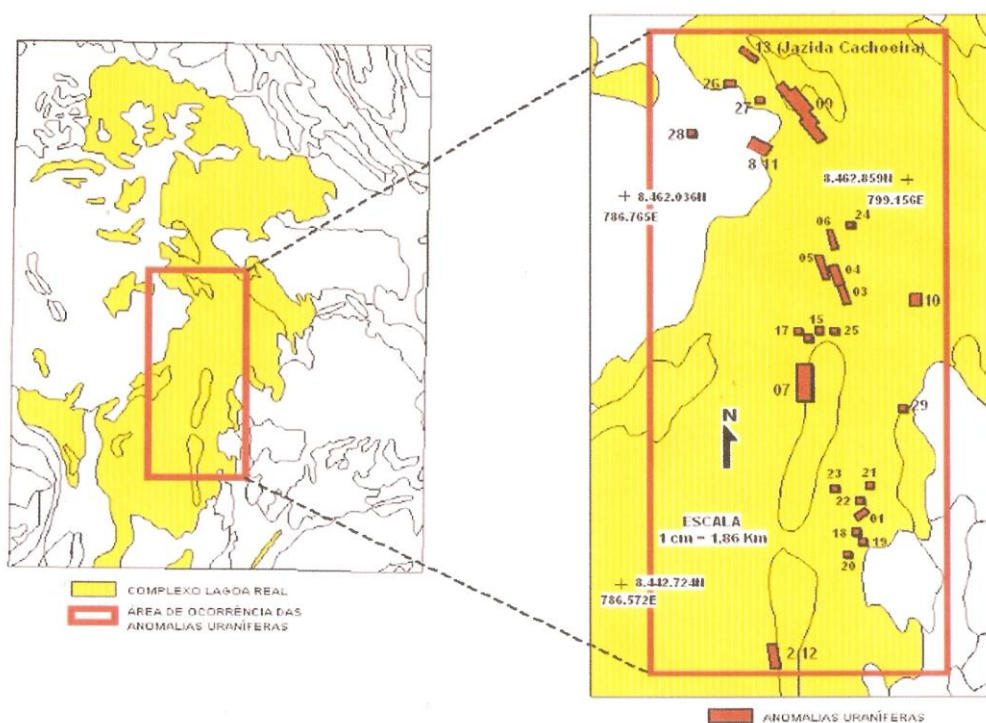 13 (Jazida Cachoeira)
26
27
09
28
8 11
8.462.859N
799.156E
8.462.036N
786.765E
24
06
05
04
03
10
17
15
25
07
29
N
23
21
22
01
ESCALA
1 cm = 1,86 Km
18
19
20
8.442.724N
786.572E
2 12
COMPLEXO LAGOA REAL
ÁREA DE OCORRÊNCIA DAS
ANOMALIAS URANÍFERAS
ANOMALIAS URANÍFERAS